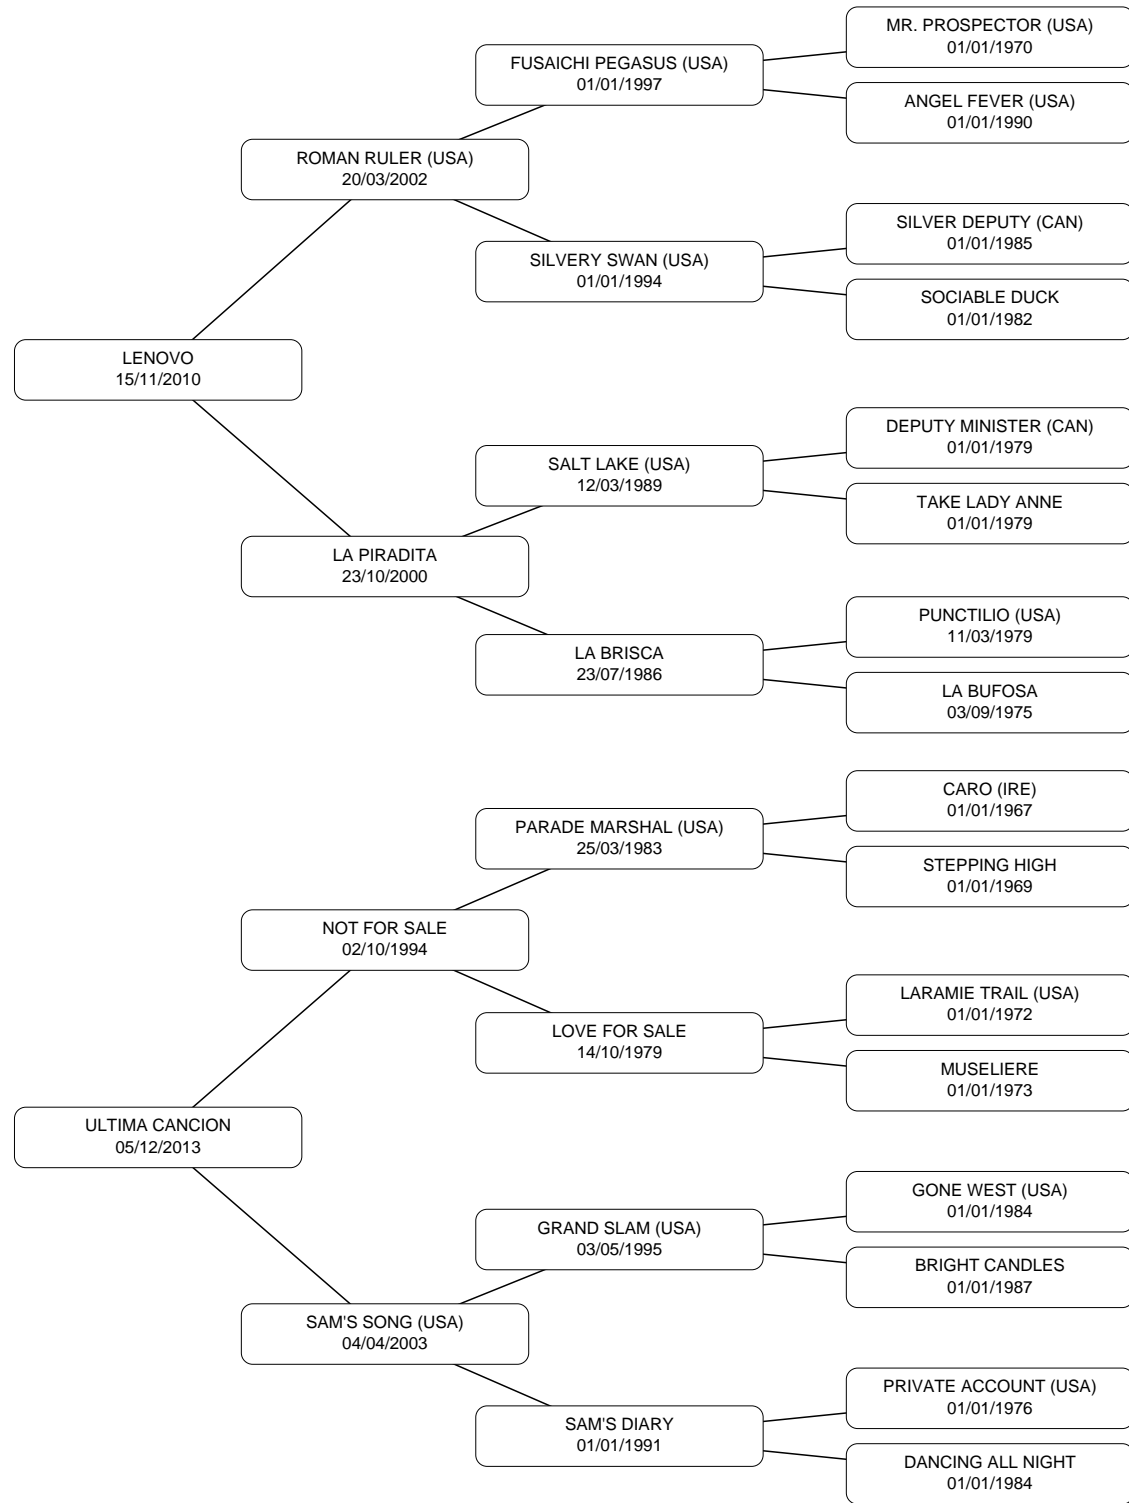 MR. PROSPECTOR (USA)
01/01/1970
FUSAICHI PEGASUS (USA)
01/01/1997
ANGEL FEVER (USA)
01/01/1990
ROMAN RULER (USA)
20/03/2002
SILVER DEPUTY (CAN)
01/01/1985
SILVERY SWAN (USA)
01/01/1994
SOCIABLE DUCK
01/01/1982
LENOVO
15/11/2010
DEPUTY MINISTER (CAN)
01/01/1979
SALT LAKE (USA)
12/03/1989
TAKE LADY ANNE
01/01/1979
LA PIRADITA
23/10/2000
PUNCTILIO (USA)
11/03/1979
LA BRISCA
23/07/1986
LA BUFOSA
03/09/1975
CARO (IRE)
01/01/1967
PARADE MARSHAL (USA)
25/03/1983
STEPPING HIGH
01/01/1969
NOT FOR SALE
02/10/1994
LARAMIE TRAIL (USA)
01/01/1972
LOVE FOR SALE
14/10/1979
MUSELIERE
01/01/1973
ULTIMA CANCION
05/12/2013
GONE WEST (USA)
01/01/1984
GRAND SLAM (USA)
03/05/1995
BRIGHT CANDLES
01/01/1987
SAM'S SONG (USA)
04/04/2003
PRIVATE ACCOUNT (USA)
01/01/1976
SAM'S DIARY
01/01/1991
DANCING ALL NIGHT
01/01/1984